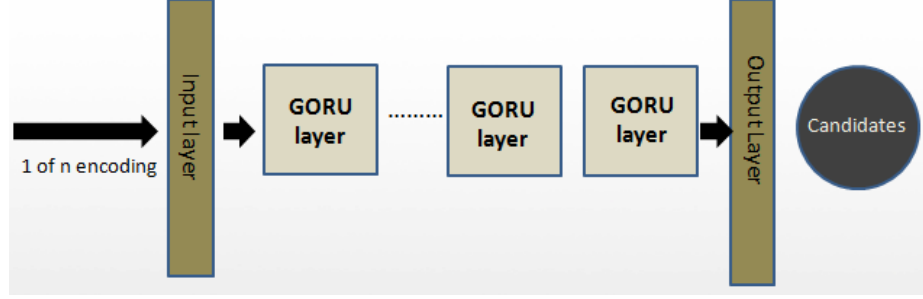 1 of n encoding
Input layer
GORU
layer
.........
GORU
layer
GORU
layer
Output Layer
Candidates